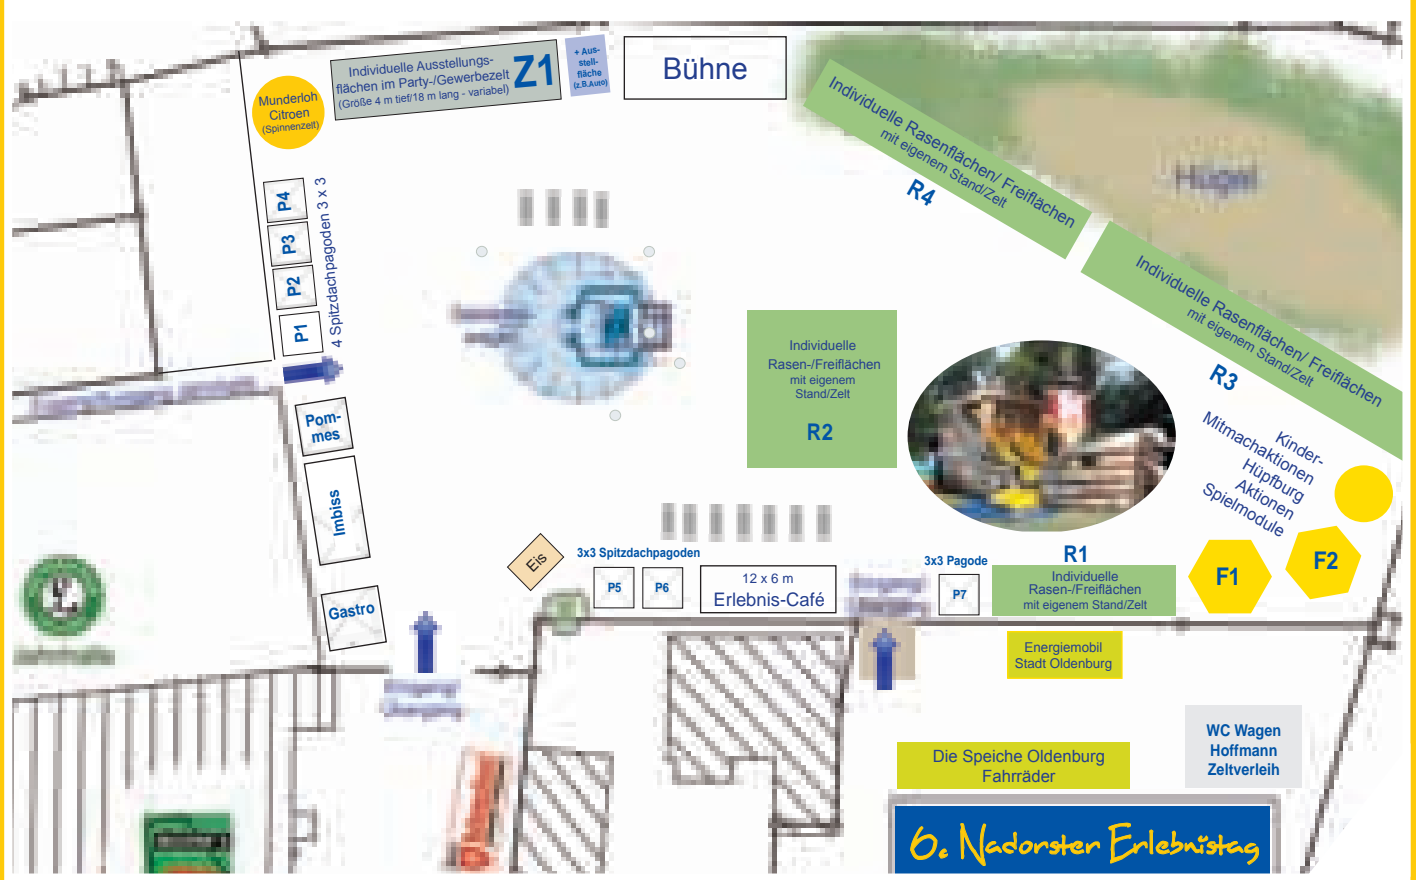 Individuelle Ausstellungs-
flächen im Party-/Gewerbezelt
(Größe 4 m tief/18 m lang - variabel)
Z1
+ Aus-
stell-
fläche
(z.B.Auto)
Bühne
Munderloh
Citroen
(Spinnenzelt)
Individuelle Rasenflächen/ Freiflächen
mit eigenem Stand/Zelt
R4
Hügel
P4
P3
P2
P1
4 Spitzdachpagoden 3 x 3
Individuelle Rasenflächen/ Freiflächen
mit eigenem Stand/Zelt
R3
Individuelle
Rasen-/Freiflächen
mit eigenem
Stand/Zelt
R2
Pom-
mes
Imbiss
Gastro
Kinder-
Mitmachaktionen
Hüpfburg
Aktionen
Spielmodule
Eis
3x3 Spitzdachpagoden
P5
P6
12 x 6 m
Erlebnis-Café
3x3 Pagode
P7
R1
Individuelle
Rasen-/Freiflächen
mit eigenem Stand/Zelt
F1
F2
Energiemobil
Stadt Oldenburg
WC Wagen
Hoffmann
Zeltverleih
Die Speiche Oldenburg
Fahrräder
6. Nadorster Erlebnistag